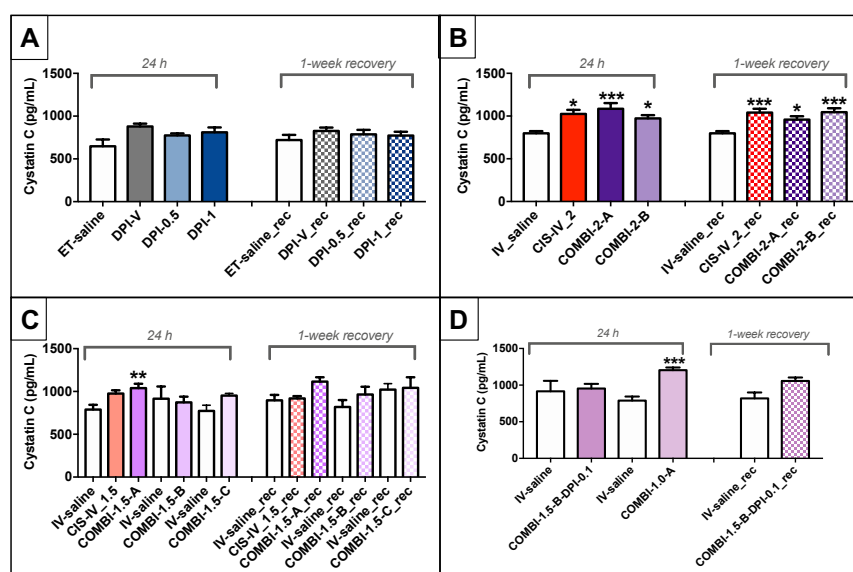 A
24 h
1-week recovery
Cystatin C (pg/mL)
1500
1000
500
0
ET-saline
DPI-V
DPI-0.5
DPI-1
ET-saline_rec
DPI-V_rec
DPI-0.5_rec
DPI-1_rec
B
24 h
1-week recovery
Cystatin C (pg/mL)
1500
1000
500
0
*
***
*
***
*
***
IV_saline
CIS-IV_2
COMBI-2-A
COMBI-2-B
IV-saline_rec
CIS-IV_2_rec
COMBI-2-A_rec
COMBI-2-B_rec
C
24 h
1-week recovery
Cystatin C (pg/mL)
1500
1000
500
0
**
IV-saline
CIS-IV_1.5
COMBI-1.5-A
IV-saline
COMBI-1.5-B
IV-saline
COMBI-1.5-C
IV-saline_rec
CIS-IV_1.5_rec
COMBI-1.5-A_rec
IV-saline_rec
COMBI-1.5-B_rec
IV-saline_rec
COMBI-1.5-C_rec
D
24 h
1-week recovery
Cystatin C (pg/mL)
1500
1000
500
0
***
IV-saline
COMBI-1.5-B-DPI-0.1
IV-saline
COMBI-1.0-A
IV-saline_rec
COMBI-1.5-B-DPI-0.1_rec